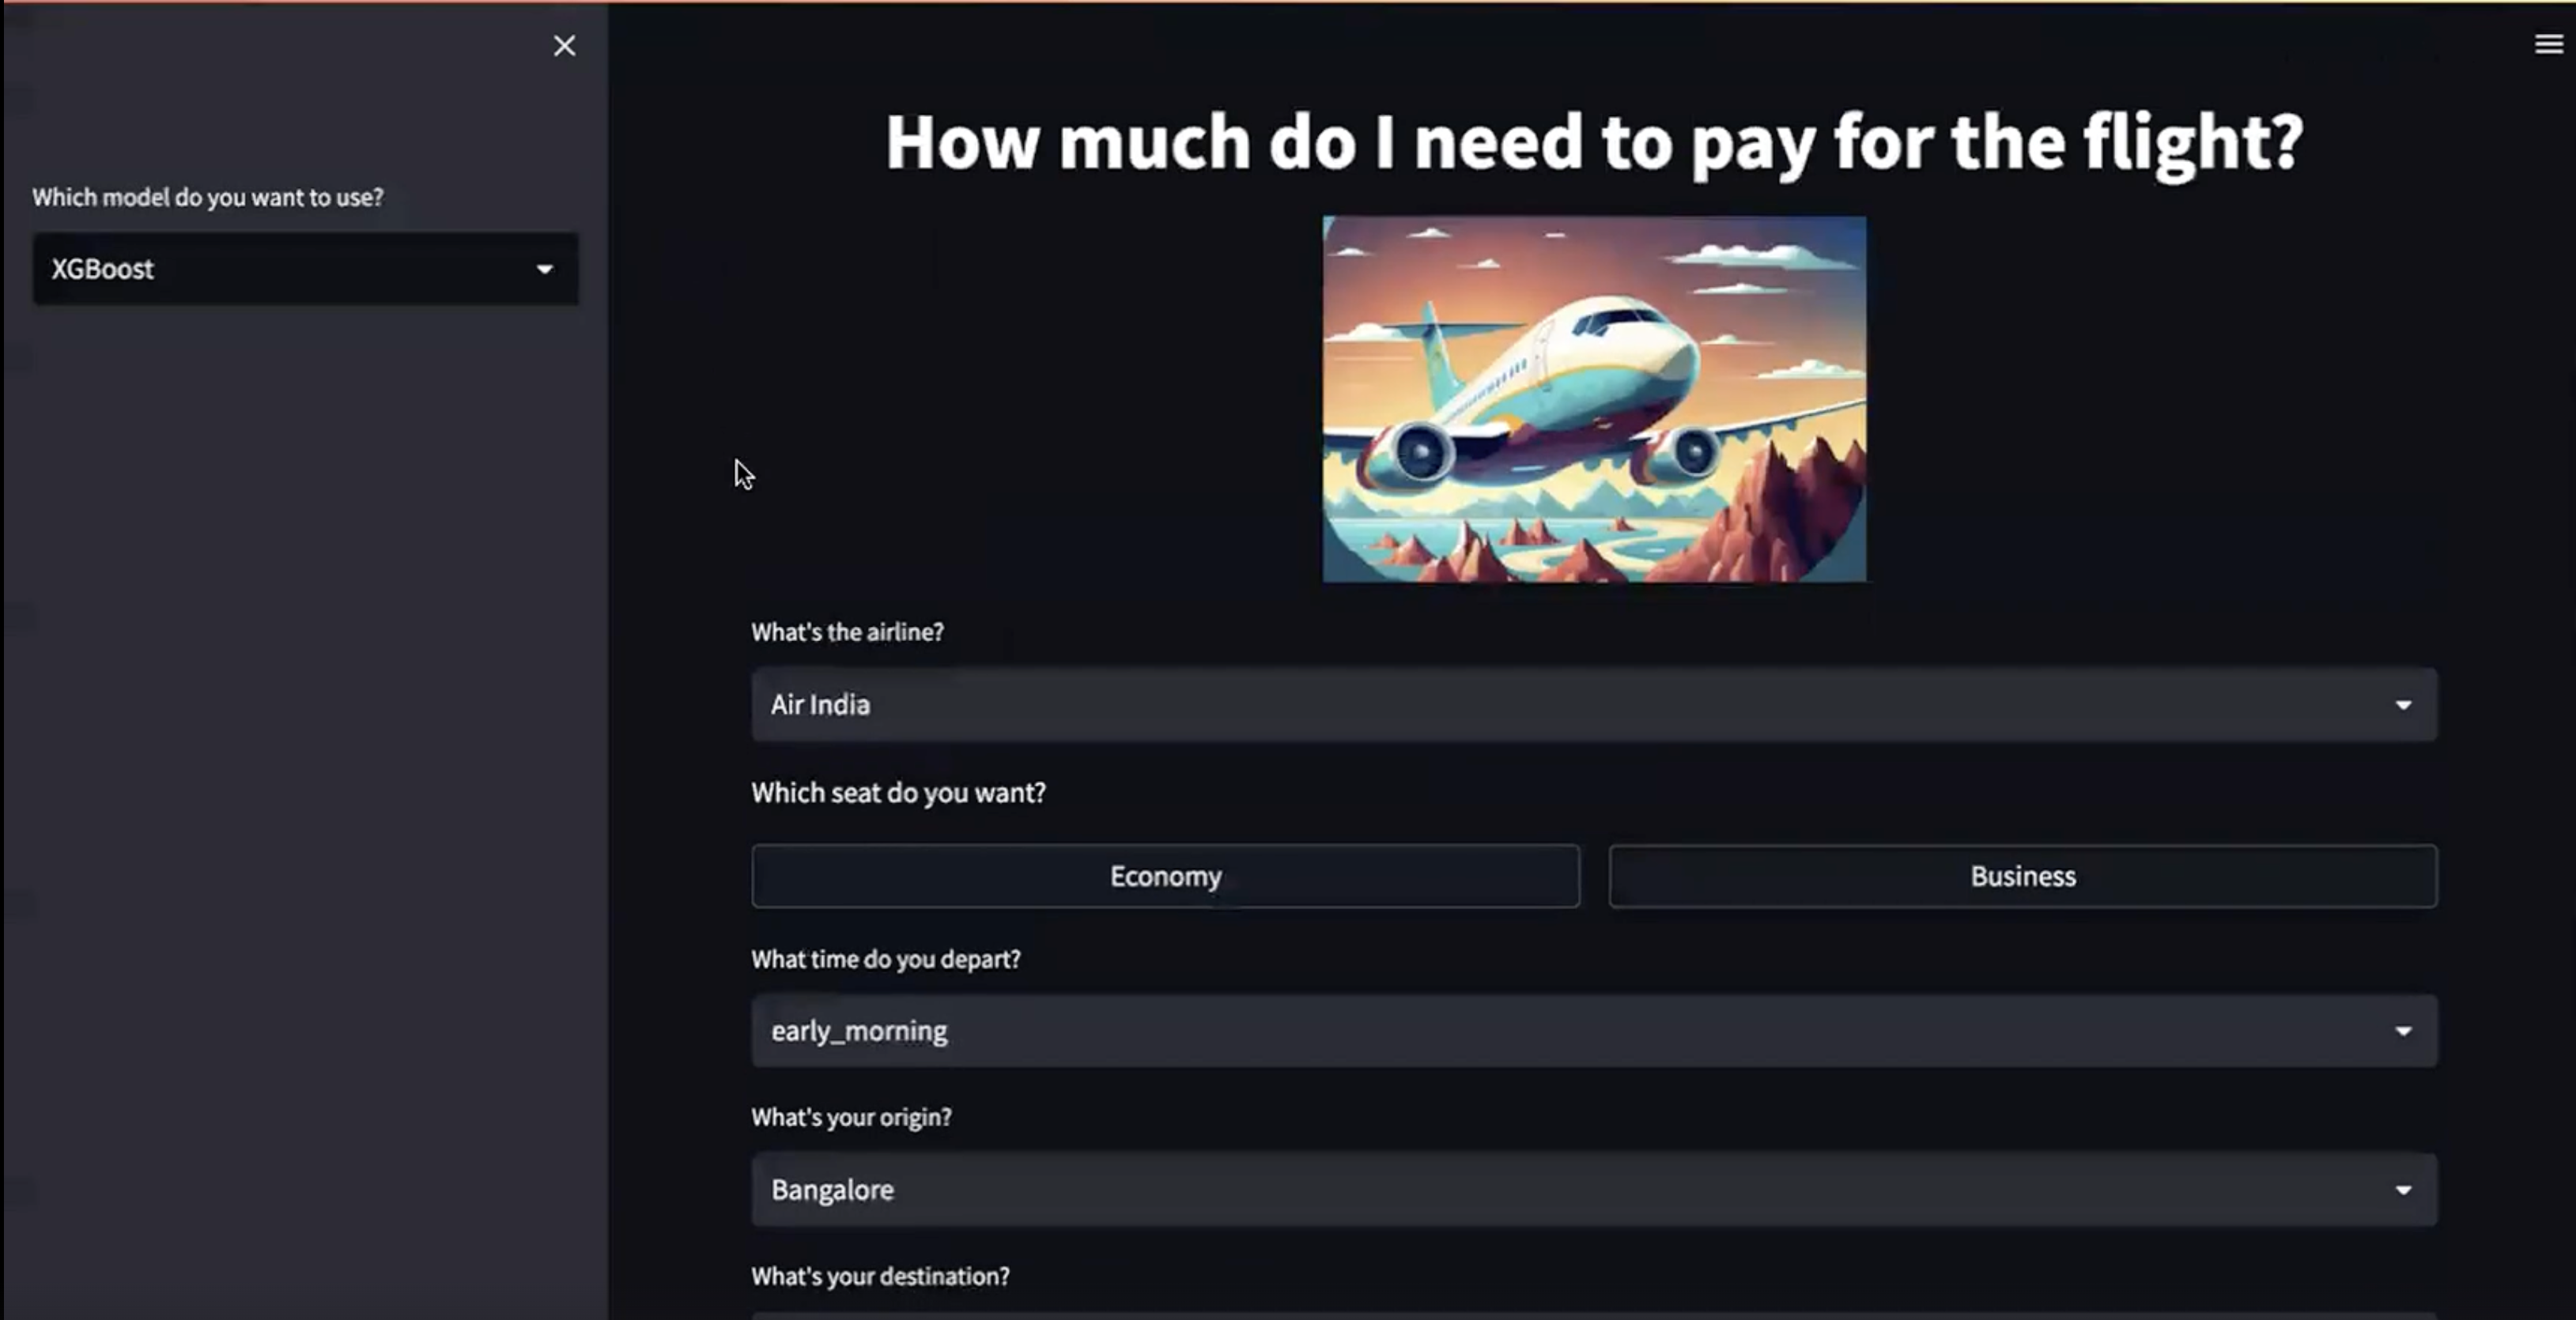 Which model do you want to use?
XGBoost
How much do I need to pay for the flight?
What's the airline?
Air India
Which seat do you want?
Economy
Business
What time do you depart?
early_morning
What's your origin?
Bangalore
What's your destination?